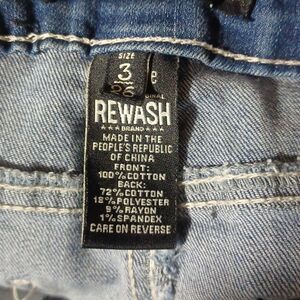 SIZE
3
26
REWASH
BRAND
MADE IN THE
PEOPLE'S REPUBLIC
OF CHINA
FRONT:
100%COTTON
BACK:
72%COTTON
18%POLYESTER
9%RAYON
1%SPANDEX
CARE ON REVERSE